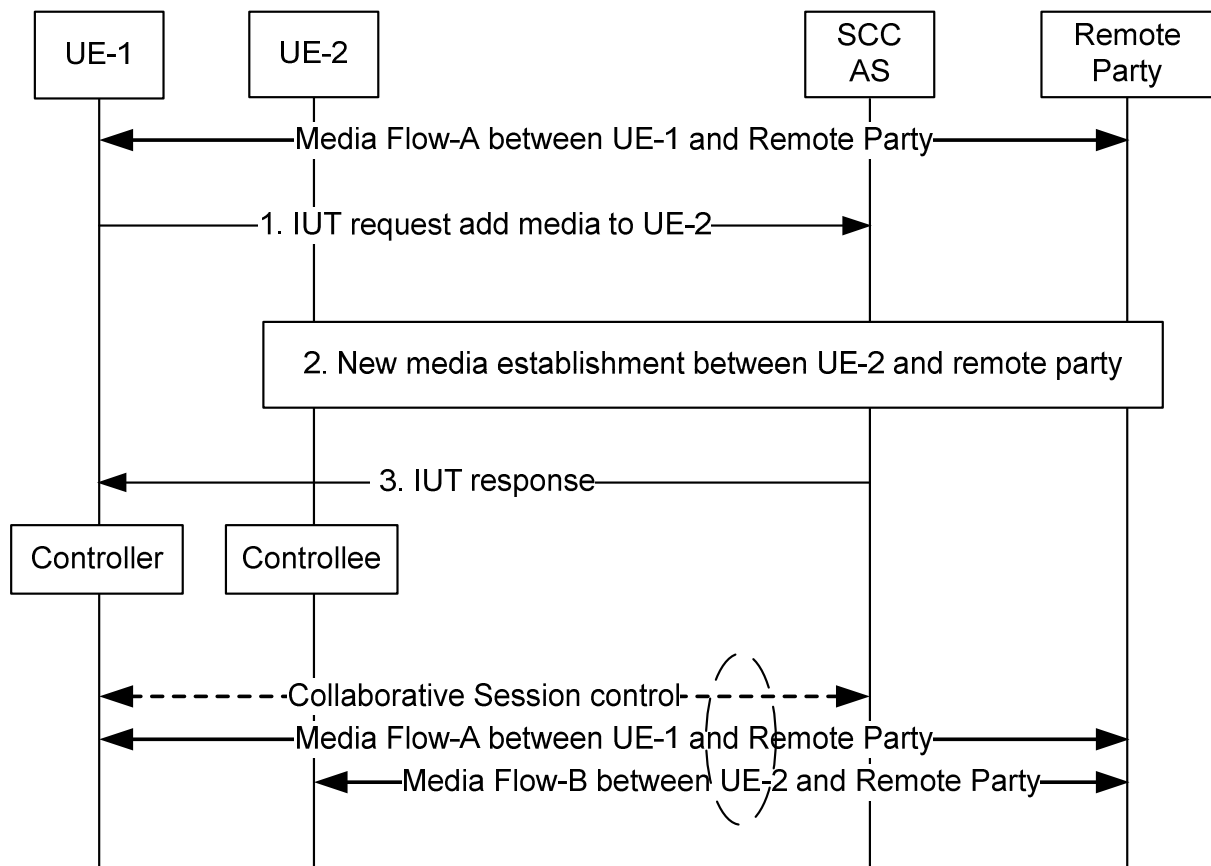 UE-1
UE-2
SCC
AS
Remote
Party
Media Flow-A between UE-1 and Remote Party
1. IUT request add media to UE-2
2. New media establishment between UE-2 and remote party
3. IUT response
Controller
Controllee
Collaborative Session control
Media Flow-A between UE-1 and Remote Party
Media Flow-B between UE-2 and Remote Party